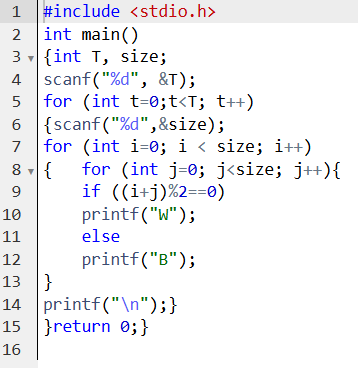 1 #include <stdio.h>
2 int main()
3 {int T, size;
4 scanf("%d", &T);
5 for (int t=0;t<T; t++)
6 {scanf("%d",&size);
7 for (int i=0; i < size; i++)
8 {   for (int j=0; j<size; j++){
9     if ((i+j)%2==0)
10     printf("W");
11     else
12     printf("B");
13 }
14 printf("\n");}
15 }return 0;}
16